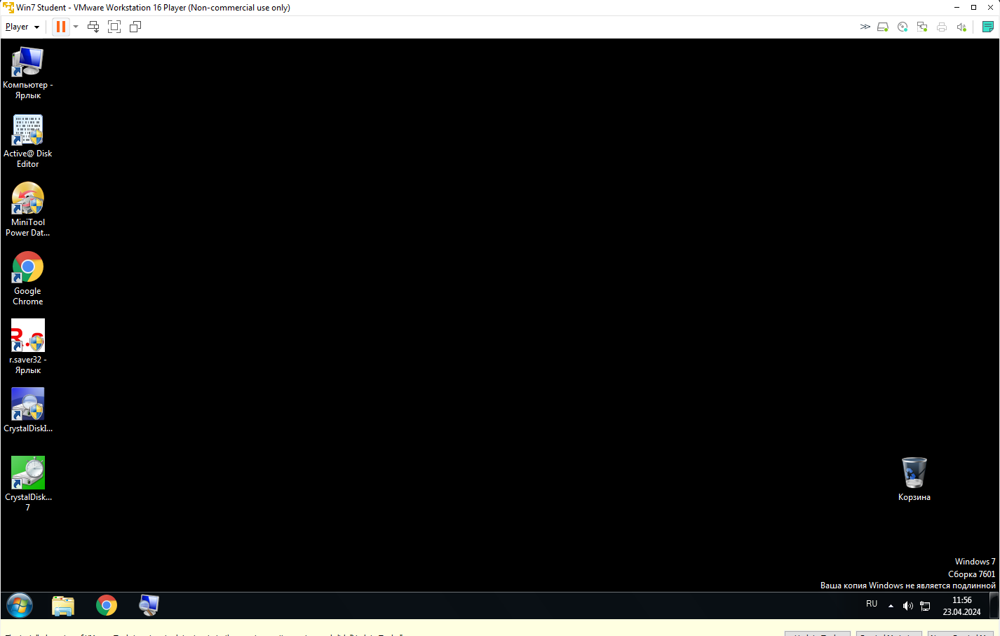 Win7 Student - VMware Workstation 16 Player (Non-commercial use only)
Player
Компьютер -
Ярлык
Active@ Disk
Editor
MiniTool
Power Dat...
Google
Chrome
r.saver32 -
Ярлык
CrystalDiskI...
CrystalDisk...
7
Корзина
Windows 7
Сборка 7601
Ваша копия Windows не является подлинной
RU
11:56
23.04.2024